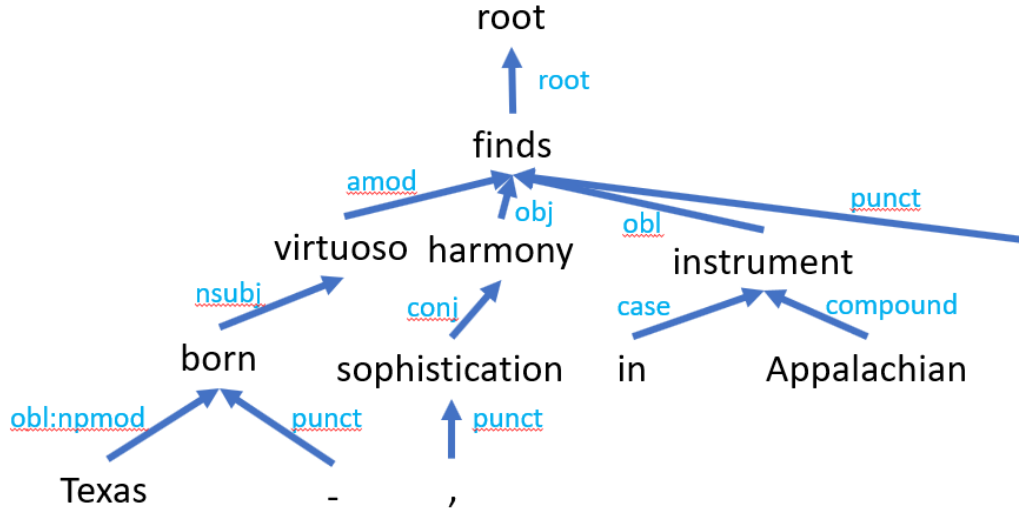 root
root
finds
amod
obj
obl
punct
virtuoso harmony instrument
nsubj
conj
case
compound
born sophistication in Appalachian
obl:npmod
punct
punct
Texas - ,